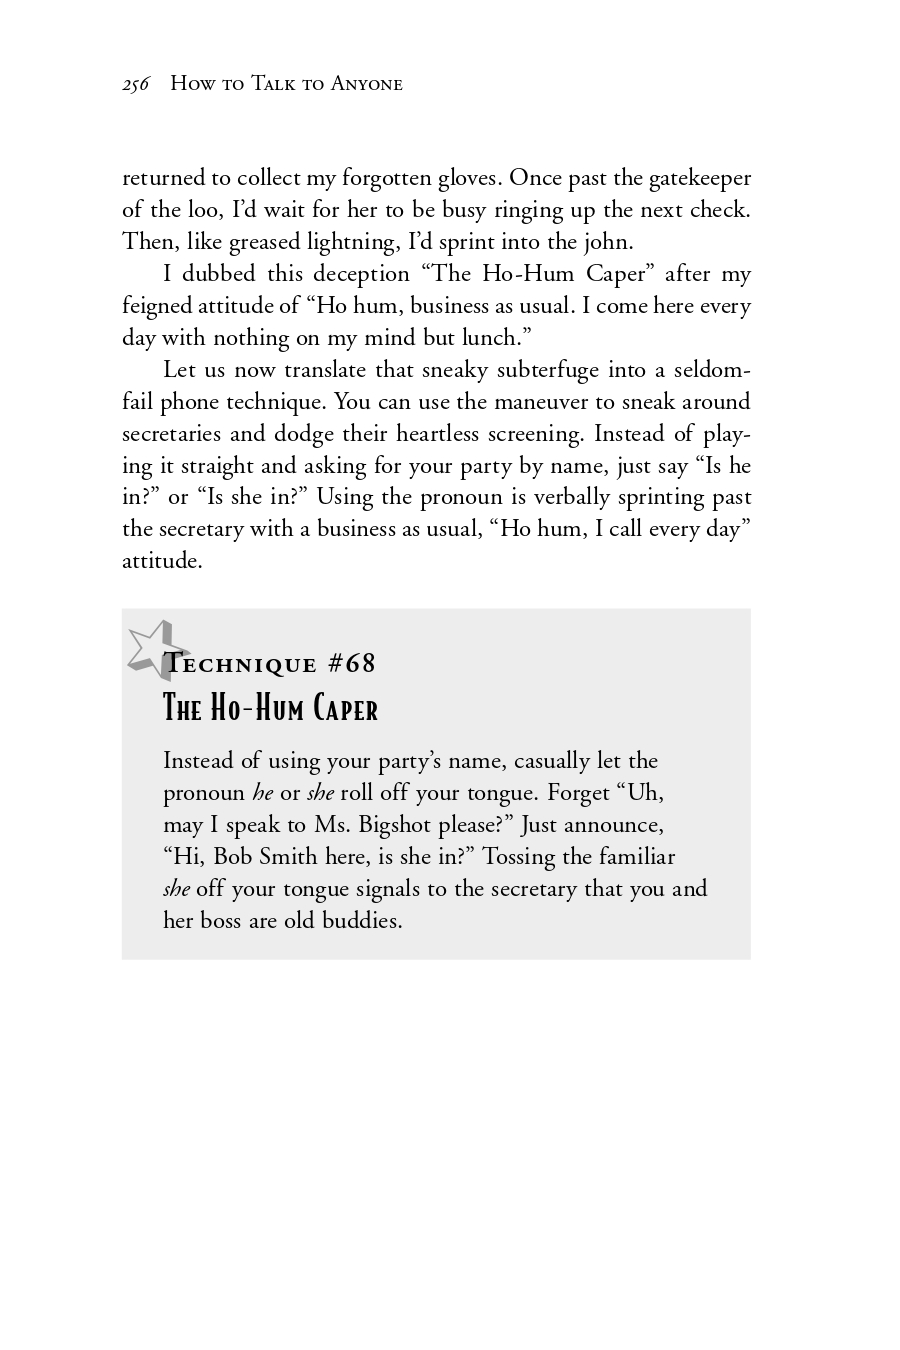 256 How to Talk to Anyone
returned to collect my forgotten gloves. Once past the gatekeeper
of the loo, I’d wait for her to be busy ringing up the next check.
Then, like greased lightning, I’d sprint into the john.
I dubbed this deception “The Ho-Hum Caper” after my
feigned attitude of “Ho hum, business as usual. I come here every
day with nothing on my mind but lunch.”
Let us now translate that sneaky subterfuge into a seldom-
fail phone technique. You can use the maneuver to sneak around
secretaries and dodge their heartless screening. Instead of play-
ing it straight and asking for your party by name, just say “Is he
in?” or “Is she in?” Using the pronoun is verbally sprinting past
the secretary with a business as usual, “Ho hum, I call every day”
attitude.
Technique #68
The Ho-Hum Caper
Instead of using your party’s name, casually let the
pronoun he or she roll off your tongue. Forget “Uh,
may I speak to Ms. Bigshot please?” Just announce,
“Hi, Bob Smith here, is she in?” Tossing the familiar
she off your tongue signals to the secretary that you and
her boss are old buddies.